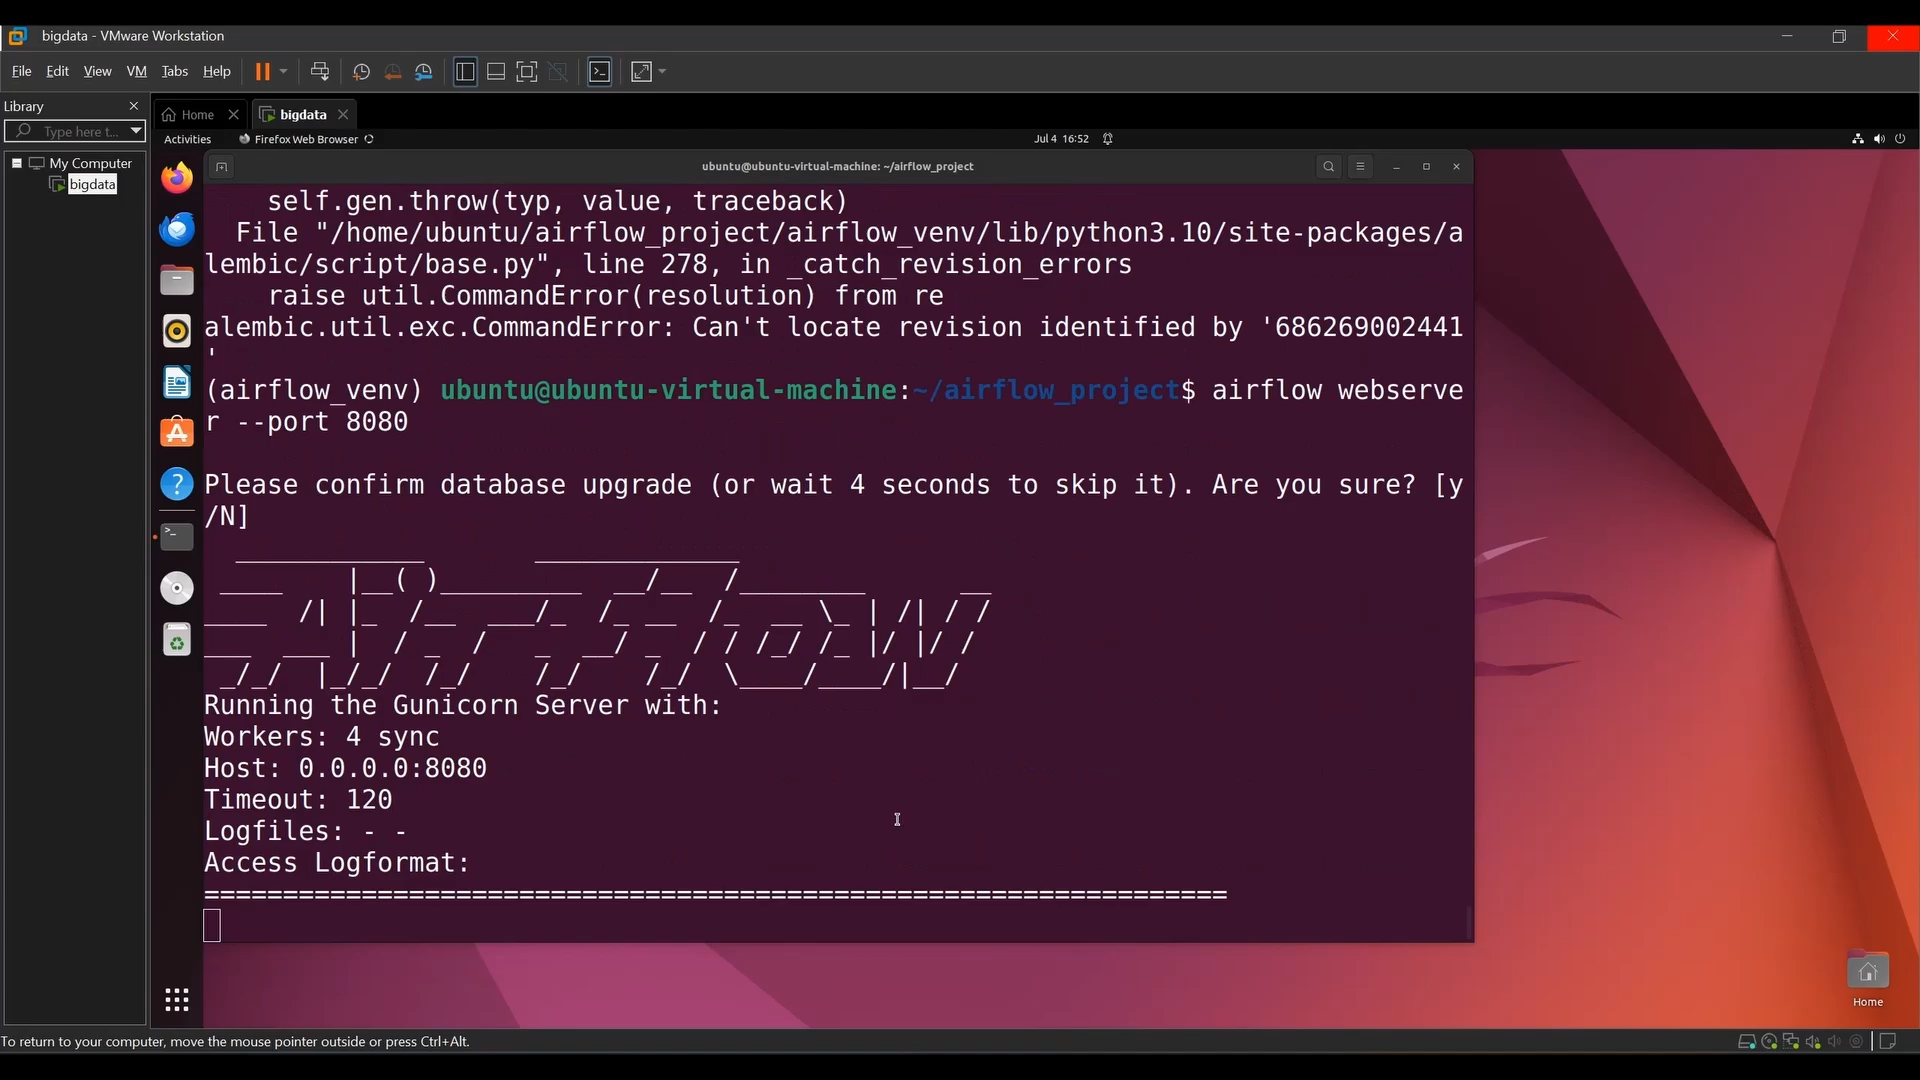 bigdata - VMware Workstation
File Edit View VM Tabs Help
Library
Home
bigdata
Type here t...
Activities
Firefox Web Browser
Jul 4 16:52
My Computer
bigdata
ubuntu@ubuntu-virtual-machine: ~/airflow_project
self.gen.throw(typ, value, traceback)
File "/home/ubuntu/airflow_project/airflow_venv/lib/python3.10/site-packages/a
lembic/script/base.py", line 278, in _catch_revision_errors
raise util.CommandError(resolution) from re
alembic.util.exc.CommandError: Can't locate revision identified by '686269002441
'
(airflow_venv) ubuntu@ubuntu-virtual-machine:~/airflow_project$ airflow webserve
r --port 8080
Please confirm database upgrade (or wait 4 seconds to skip it). Are you sure? [y
/N]
Airflow
Running the Gunicorn Server with:
Workers: 4 sync
Host: 0.0.0.0:8080
Timeout: 120
Logfiles: - -
Access Logformat:
=================================================================
Home
To return to your computer, move the mouse pointer outside or press Ctrl+Alt.